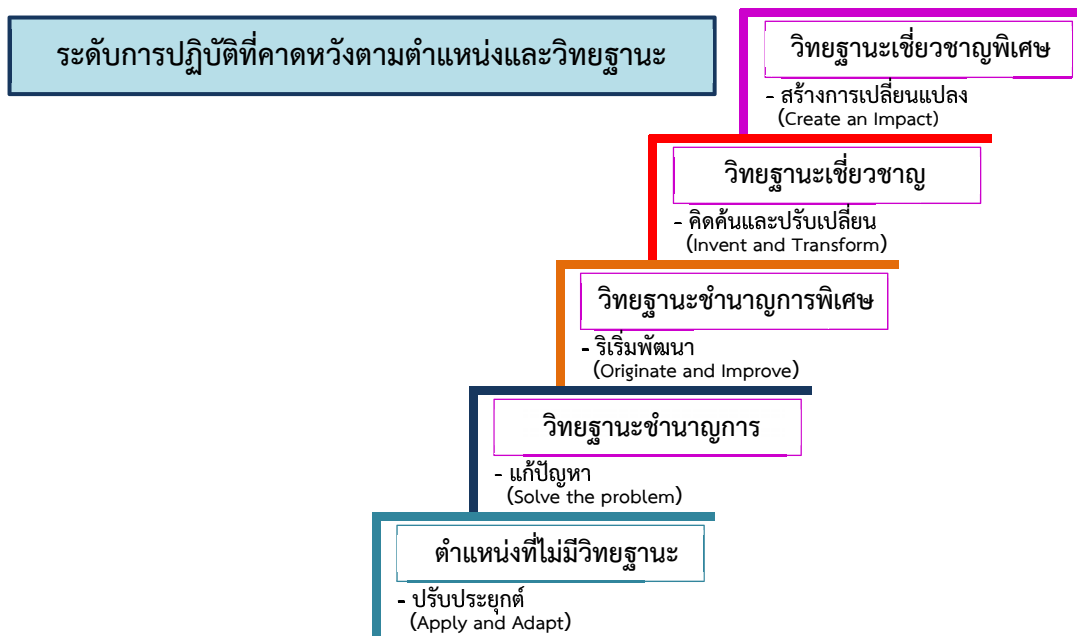 ระดับการปฏิบัติที่คาดหวังตามตำแหน่งและวิทยฐานะ
วิทยฐานะเชี่ยวชาญพิเศษ
- สร้างการเปลี่ยนแปลง
(Create an Impact)
วิทยฐานะเชี่ยวชาญ
- คิดค้นและปรับเปลี่ยน
(Invent and Transform)
วิทยฐานะชำนาญการพิเศษ
- ริเริ่มพัฒนา
(Originate and Improve)
วิทยฐานะชำนาญการ
- แก้ปัญหา
(Solve the problem)
ตำแหน่งที่ไม่มีวิทยฐานะ
- ปรับประยุกต์
(Apply and Adapt)